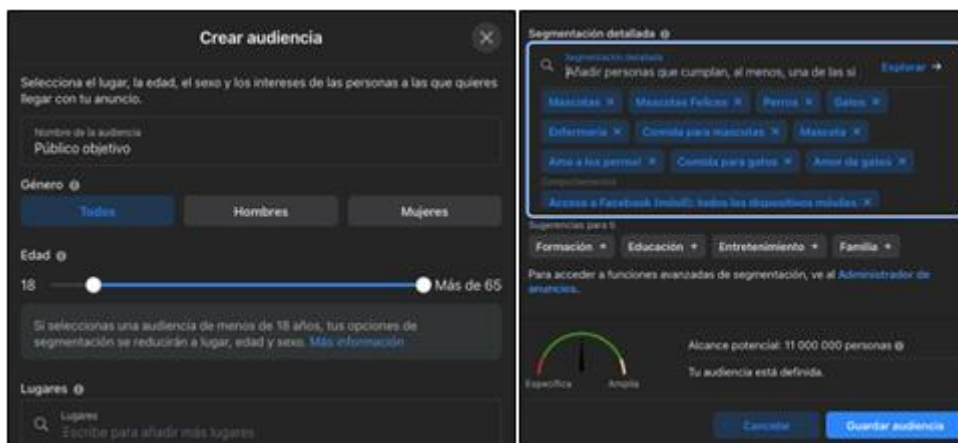 Crear audiencia
Selecciona el lugar, la edad, el sexo y los intereses de las personas a las que quieres
llegar con tu anuncio.
Nombre de la audiencia
Público objetivo
Género
Todos Hombres Mujeres
Edad
18 Más de 65
Si seleccionas una audiencia de menos de 18 años, tus opciones de
segmentación se reducirán a lugar, edad y sexo. Más información
Lugares
Lugares
Escribe para añadir más lugares
Segmentación detallada
Segmentación detallada
Añadir personas que cumplan, al menos, una de las si Explorar →
Mascotas × Mascotas Felices × Perros × Gatos ×
Enfermería × Comida para mascotas × Mascota ×
Amo a los perros! × Comida para gatos × Amor de gatos ×
Comportamientos
Acceso a Facebook (móvil): todos los dispositivos móviles ×
Sugerencias para ti
Formación + Educación + Entretenimiento + Familia +
Para acceder a funciones avanzadas de segmentación, ve al Administrador de
anuncios.
Específica Amplia
Alcance potencial: 11 000 000 personas
Tu audiencia está definida.
Cancelar Guardar audiencia